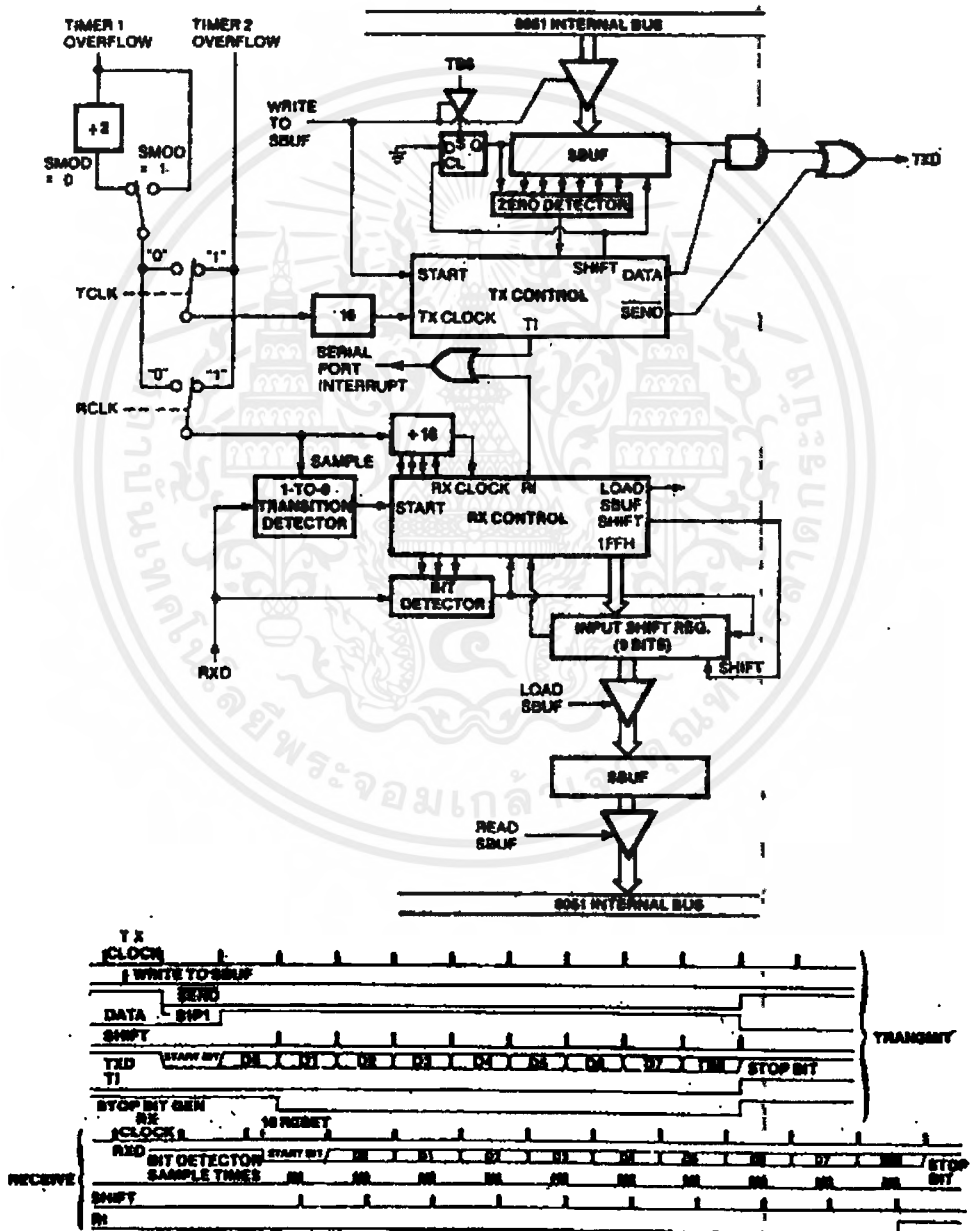 TIMER 1 OVERFLOW
TIMER 2 OVERFLOW
8051 INTERNAL BUS
TB8
WRITE TO SBUF
÷2
SMOD = 0
SMOD = 1
D S Q
CL
SBUF
TXD
ZERO DETECTOR
"0" "1"
TCLK
START
SHIFT
DATA
TX CONTROL
16
TX CLOCK
TI
SEND
SERIAL PORT INTERRUPT
"0" "1"
RCLK
÷16
SAMPLE
1-TO-0 TRANSITION DETECTOR
START
RX CLOCK
RI
LOAD SBUF
RX CONTROL
SHIFT
1FFH
BIT DETECTOR
INPUT SHIFT REG.
(9 BITS)
SHIFT
RXD
LOAD SBUF
SBUF
READ SBUF
8051 INTERNAL BUS
TX CLOCK
WRITE TO SBUF
SEND
DATA
S1P1
SHIFT
TRANSMIT
TXD
START BIT D0 D1 D2 D3 D4 D5 D6 D7 TB8 STOP BIT
TI
STOP BIT GEN
RX CLOCK
16 RESET
RXD
START BIT D0 D1 D2 D3 D4 D5 D6 D7 RB8 STOP BIT
BIT DETECTOR SAMPLE TIMES
RECEIVE
SHIFT
RI